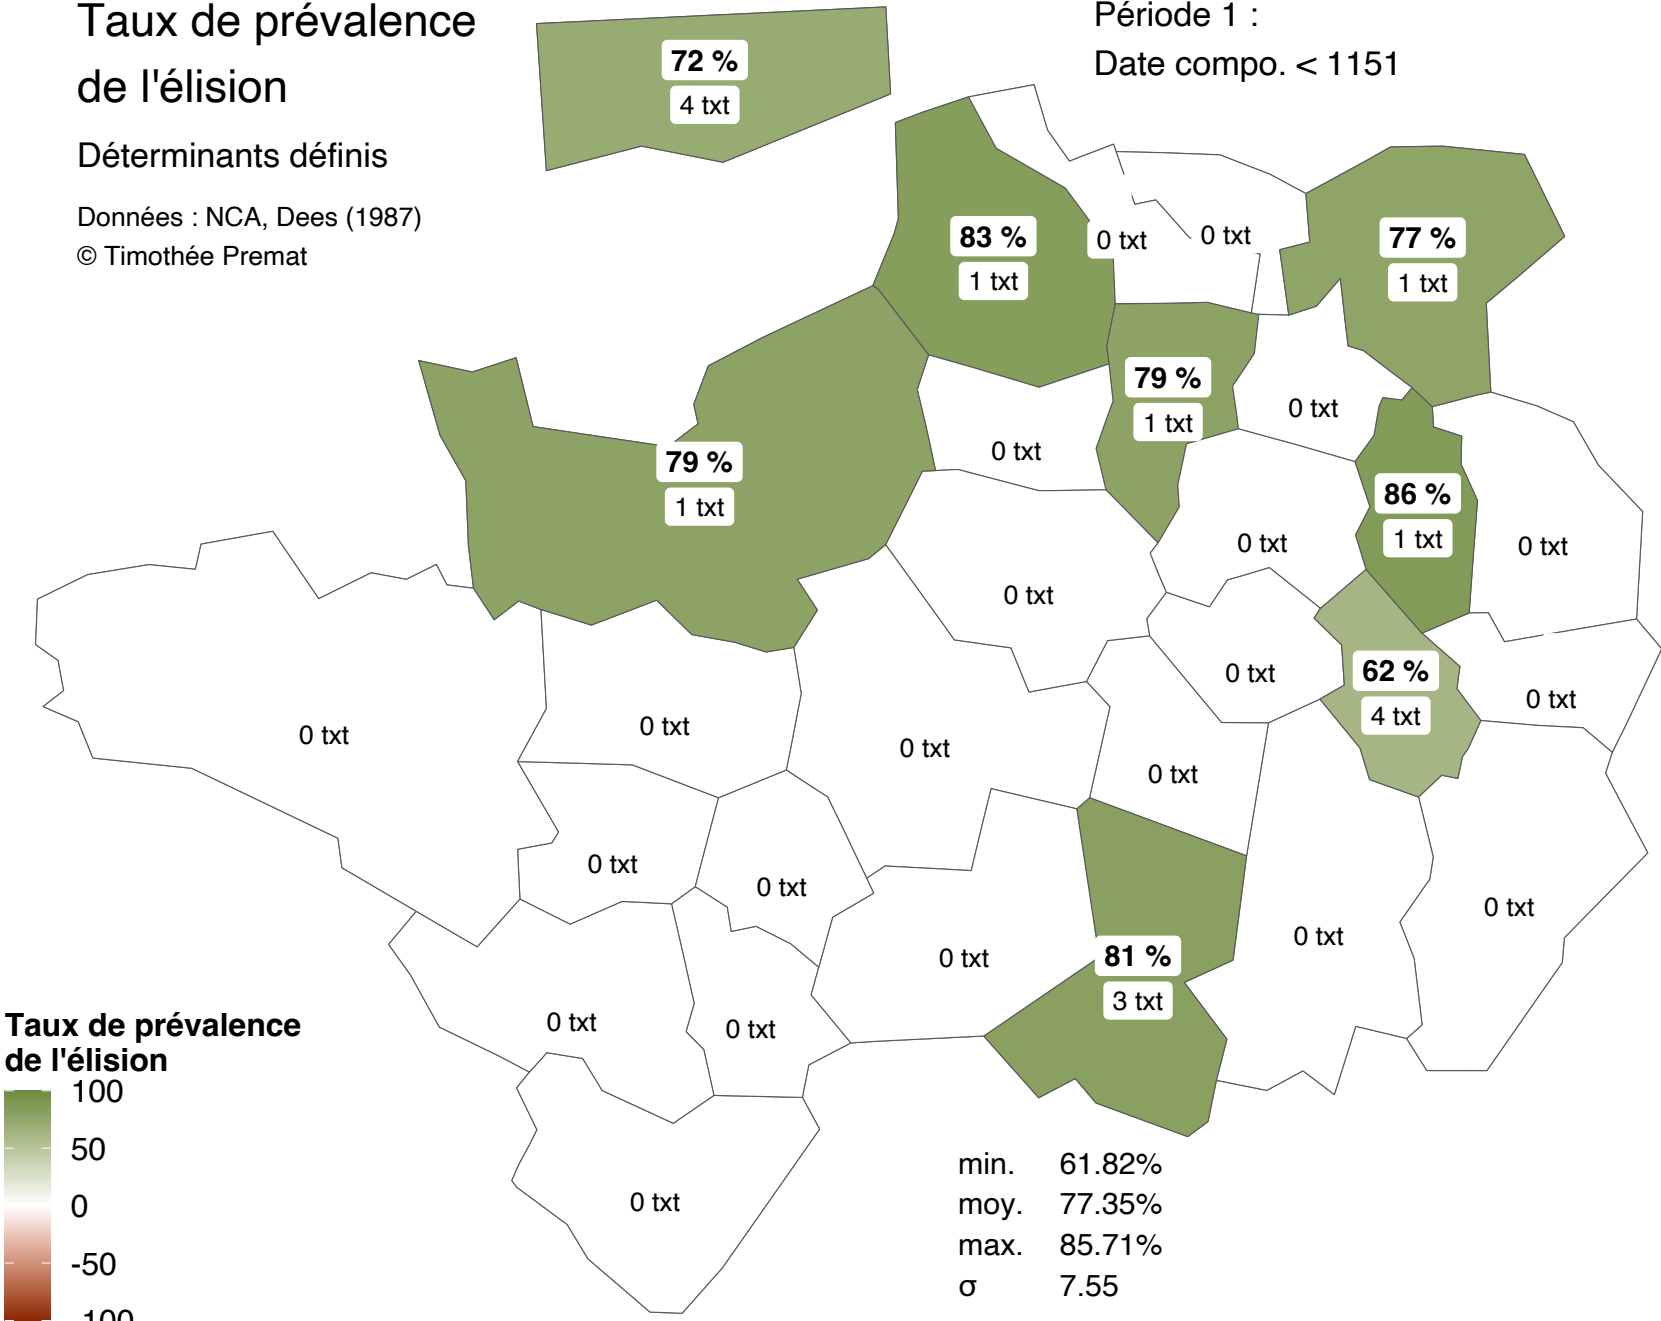 Taux de prévalence
de l'élision
Déterminants définis
Données : NCA, Dees (1987)
© Timothée Premat
Période 1 :
Date compo. < 1151
72 %
4 txt
83 %
1 txt
0 txt
0 txt
77 %
1 txt
79 %
1 txt
0 txt
0 txt
79 %
1 txt
86 %
1 txt
0 txt
0 txt
0 txt
62 %
4 txt
0 txt
0 txt
0 txt
0 txt
0 txt
0 txt
0 txt
0 txt
81 %
3 txt
0 txt
0 txt
0 txt
0 txt
0 txt
0 txt
0 txt
Taux de prévalence
de l'élision
100
50
0
-50
-100
min. 61.82%
moy. 77.35%
max. 85.71%
σ 7.55